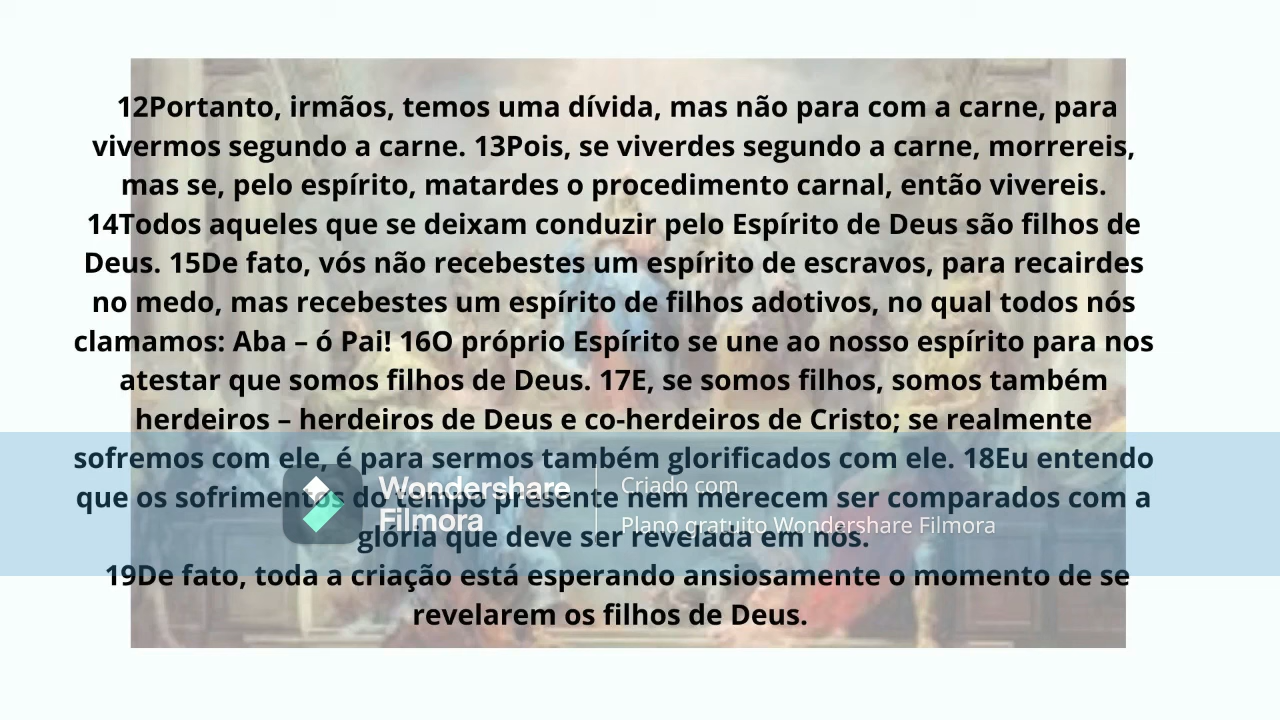 12Portanto, irmãos, temos uma dívida, mas não para com a carne, para
vivermos segundo a carne. 13Pois, se viverdes segundo a carne, morrereis,
mas se, pelo espírito, matardes o procedimento carnal, então vivereis.
14Todos aqueles que se deixam conduzir pelo Espírito de Deus são filhos de
Deus. 15De fato, vós não recebestes um espírito de escravos, para recairdes
no medo, mas recebestes um espírito de filhos adotivos, no qual todos nós
clamamos: Aba – ó Pai! 16O próprio Espírito se une ao nosso espírito para nos
atestar que somos filhos de Deus. 17E, se somos filhos, somos também
herdeiros – herdeiros de Deus e co-herdeiros de Cristo; se realmente
sofremos com ele, é para sermos também glorificados com ele. 18Eu entendo
que os sofrimentos do tempo presente nem merecem ser comparados com a
glória que deve ser revelada em nós.
19De fato, toda a criação está esperando ansiosamente o momento de se
revelarem os filhos de Deus.
Wondershare
Filmora
Criado com
Plano gratuito Wondershare Filmora